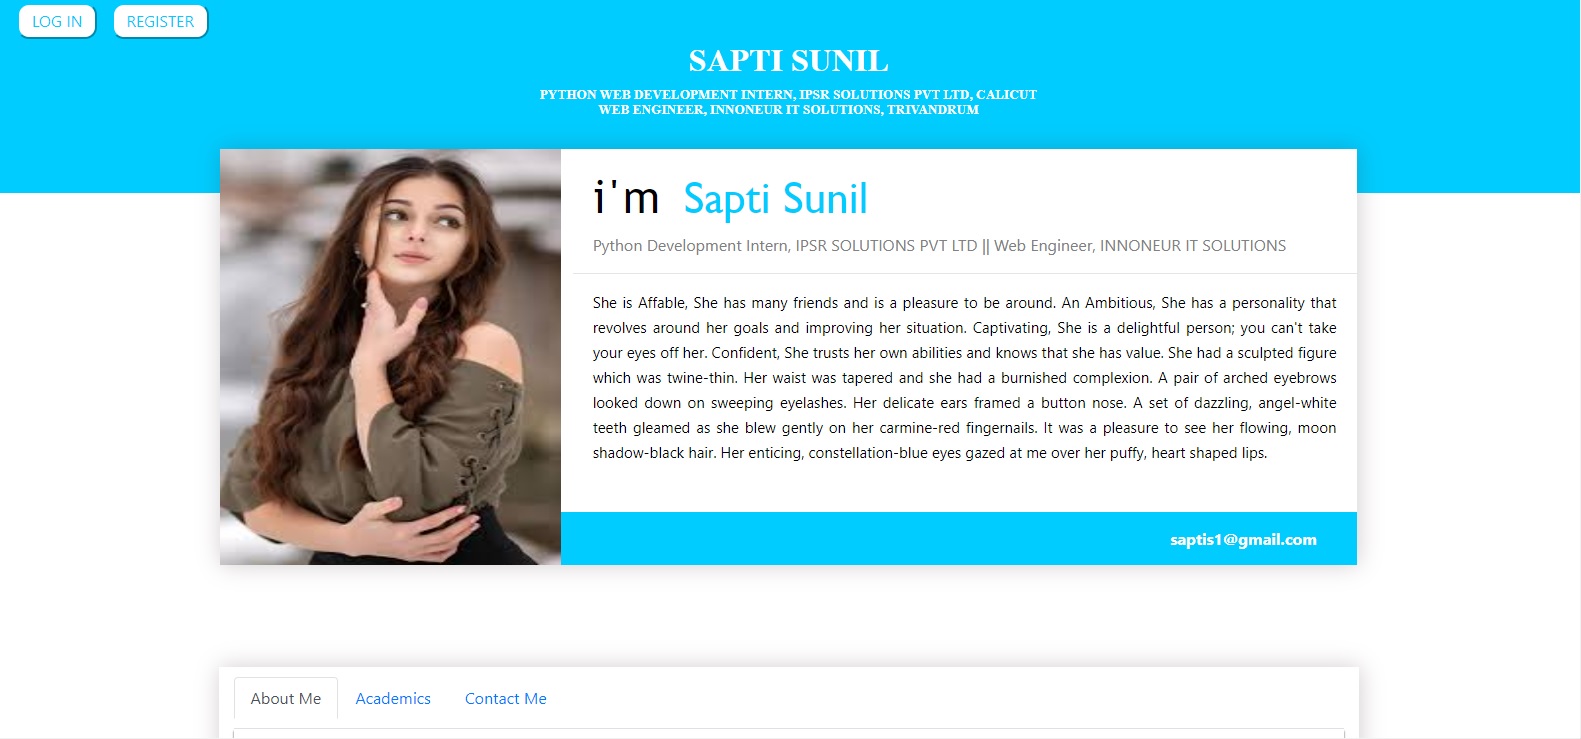 LOG IN
REGISTER
SAPTI SUNIL
PYTHON WEB DEVELOPMENT INTERN, IPSR SOLUTIONS PVT LTD, CALICUT
WEB ENGINEER, INNONEUR IT SOLUTIONS, TRIVANDRUM
i'm Sapti Sunil
Python Development Intern, IPSR SOLUTIONS PVT LTD || Web Engineer, INNONEUR IT SOLUTIONS
She is Affable, She has many friends and is a pleasure to be around. An Ambitious, She has a personality that
revolves around her goals and improving her situation. Captivating, She is a delightful person; you can't take
your eyes off her. Confident, She trusts her own abilities and knows that she has value. She had a sculpted figure
which was twine-thin. Her waist was tapered and she had a burnished complexion. A pair of arched eyebrows
looked down on sweeping eyelashes. Her delicate ears framed a button nose. A set of dazzling, angel-white
teeth gleamed as she blew gently on her carmine-red fingernails. It was a pleasure to see her flowing, moon
shadow-black hair. Her enticing, constellation-blue eyes gazed at me over her puffy, heart shaped lips.
saptis1@gmail.com
About Me
Academics
Contact Me